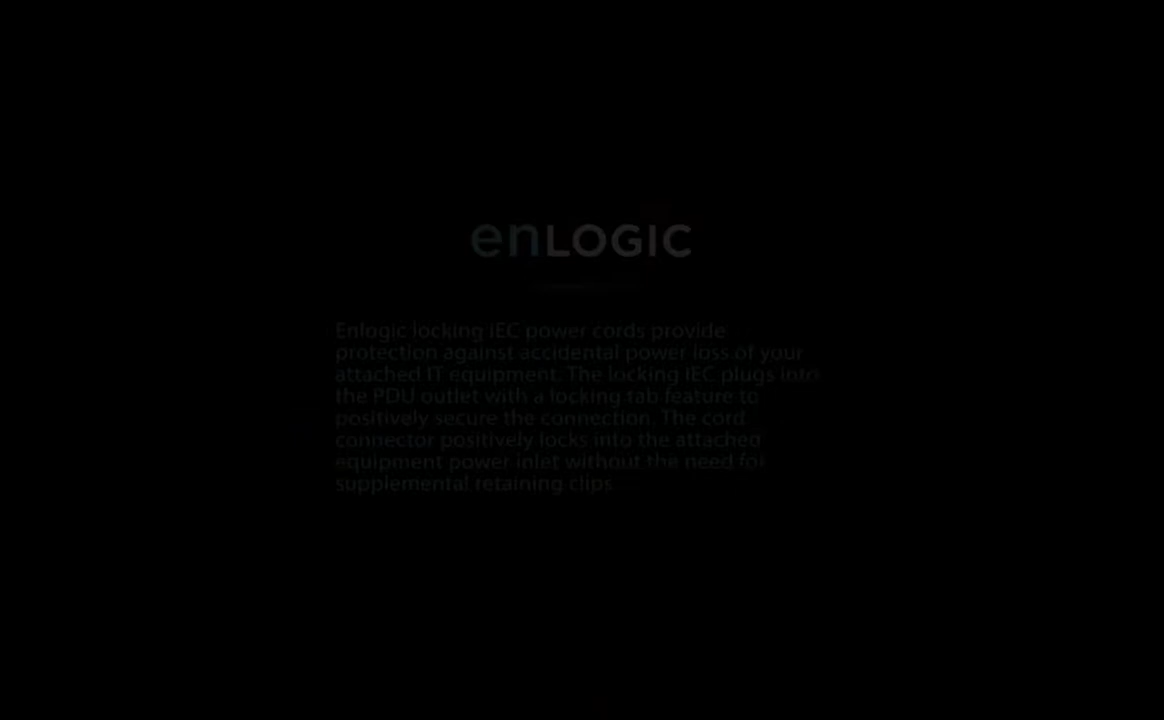 enLOGIC
Enlogic locking IEC power cords provide
protection against accidental power loss of your
attached IT equipment. The locking IEC plugs into
the PDU outlet with a locking tab feature to
positively secure the connection. The cord
connector positively locks into the attached
equipment power inlet without the need for
supplemental retaining clips.